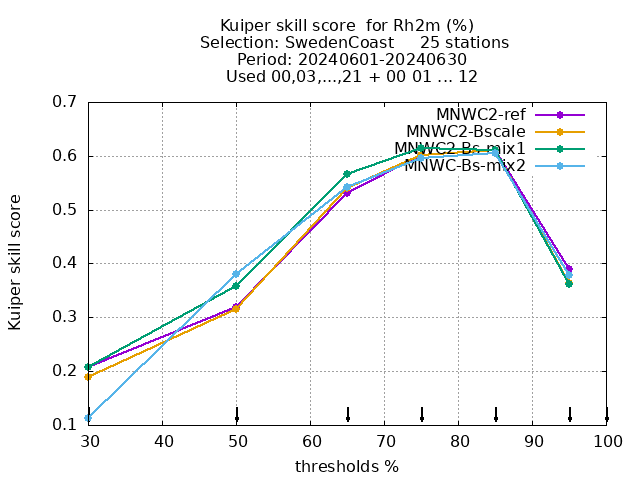 Kuiper skill score  for Rh2m (%)
Selection: SwedenCoast     25 stations
Period: 20240601-20240630
Used 00,03,...,21 + 00 01 ... 12
MNWC2-ref
MNWC2-Bscale
MNWC2-Bs-mix1
MNWC-Bs-mix2
Kuiper skill score
0.7
0.6
0.5
0.4
0.3
0.2
0.1
30 40 50 60 70 80 90 100
thresholds %